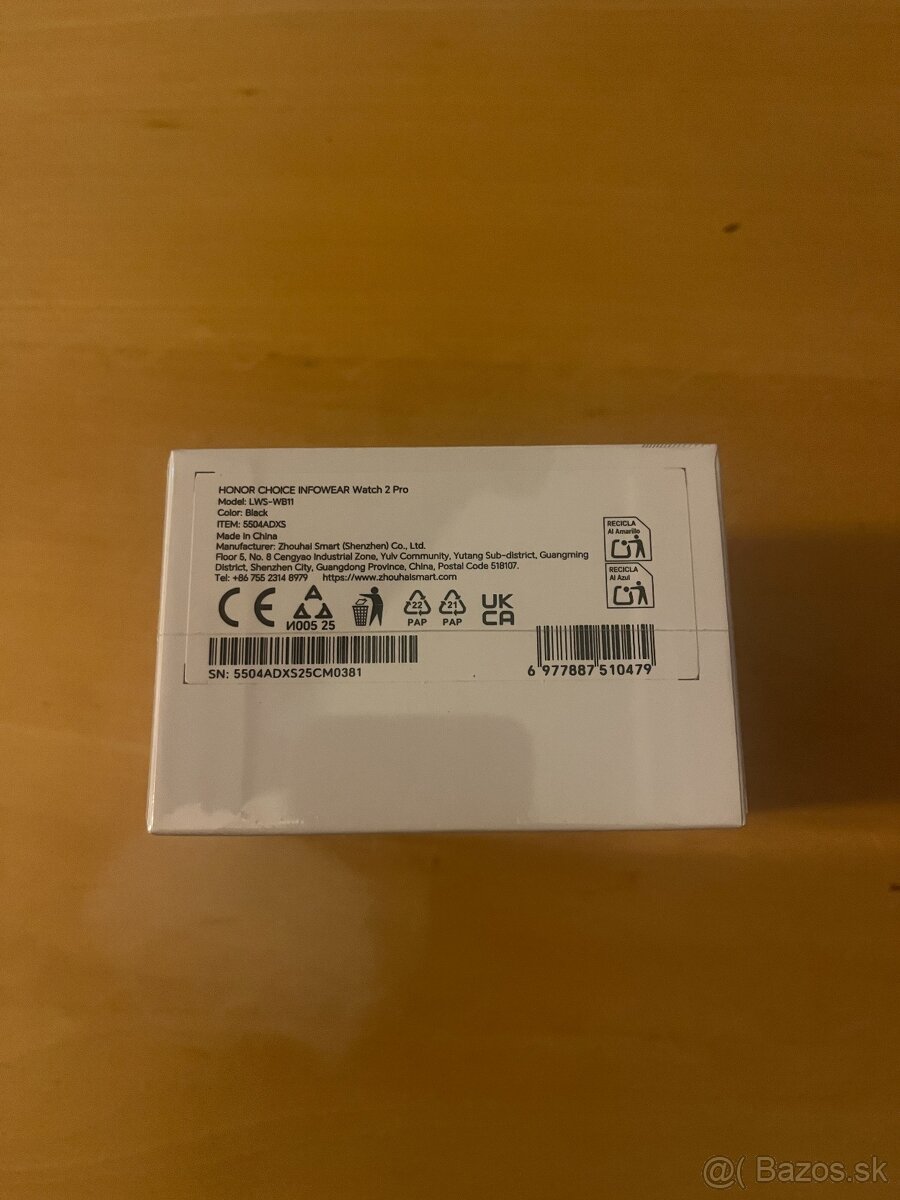 HONOR CHOICE INFOWEAR Watch 2 Pro
Model: LWS-WB11
Color: Black
ITEM: 5504ADXS
Made in China
Manufacturer: Zhouhai Smart (Shenzhen) Co., Ltd.
Floor 5, No. 8 Cengyao Industrial Zone, Yulv Community, Yutang Sub-district, Guangming
District, Shenzhen City, Guangdong Province, China, Postal Code 518107.
Tel: +86 755 2314 8979 https://www.zhouhaismart.com
RECICLA
Al Amarillo
RECICLA
Al Azul
CE
И005 25
22
PAP
21
PAP
UK
CA
SN: 5504ADXS25CM0381
6 977887 510479
@( Bazos.sk